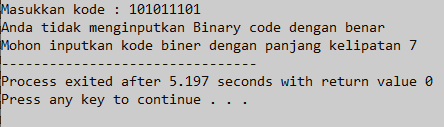 Masukkan kode : 101011101
Anda tidak menginputkan Binary code dengan benar
Mohon inputkan kode biner dengan panjang kelipatan 7
--------------------------------
Process exited after 5.197 seconds with return value 0
Press any key to continue . . .